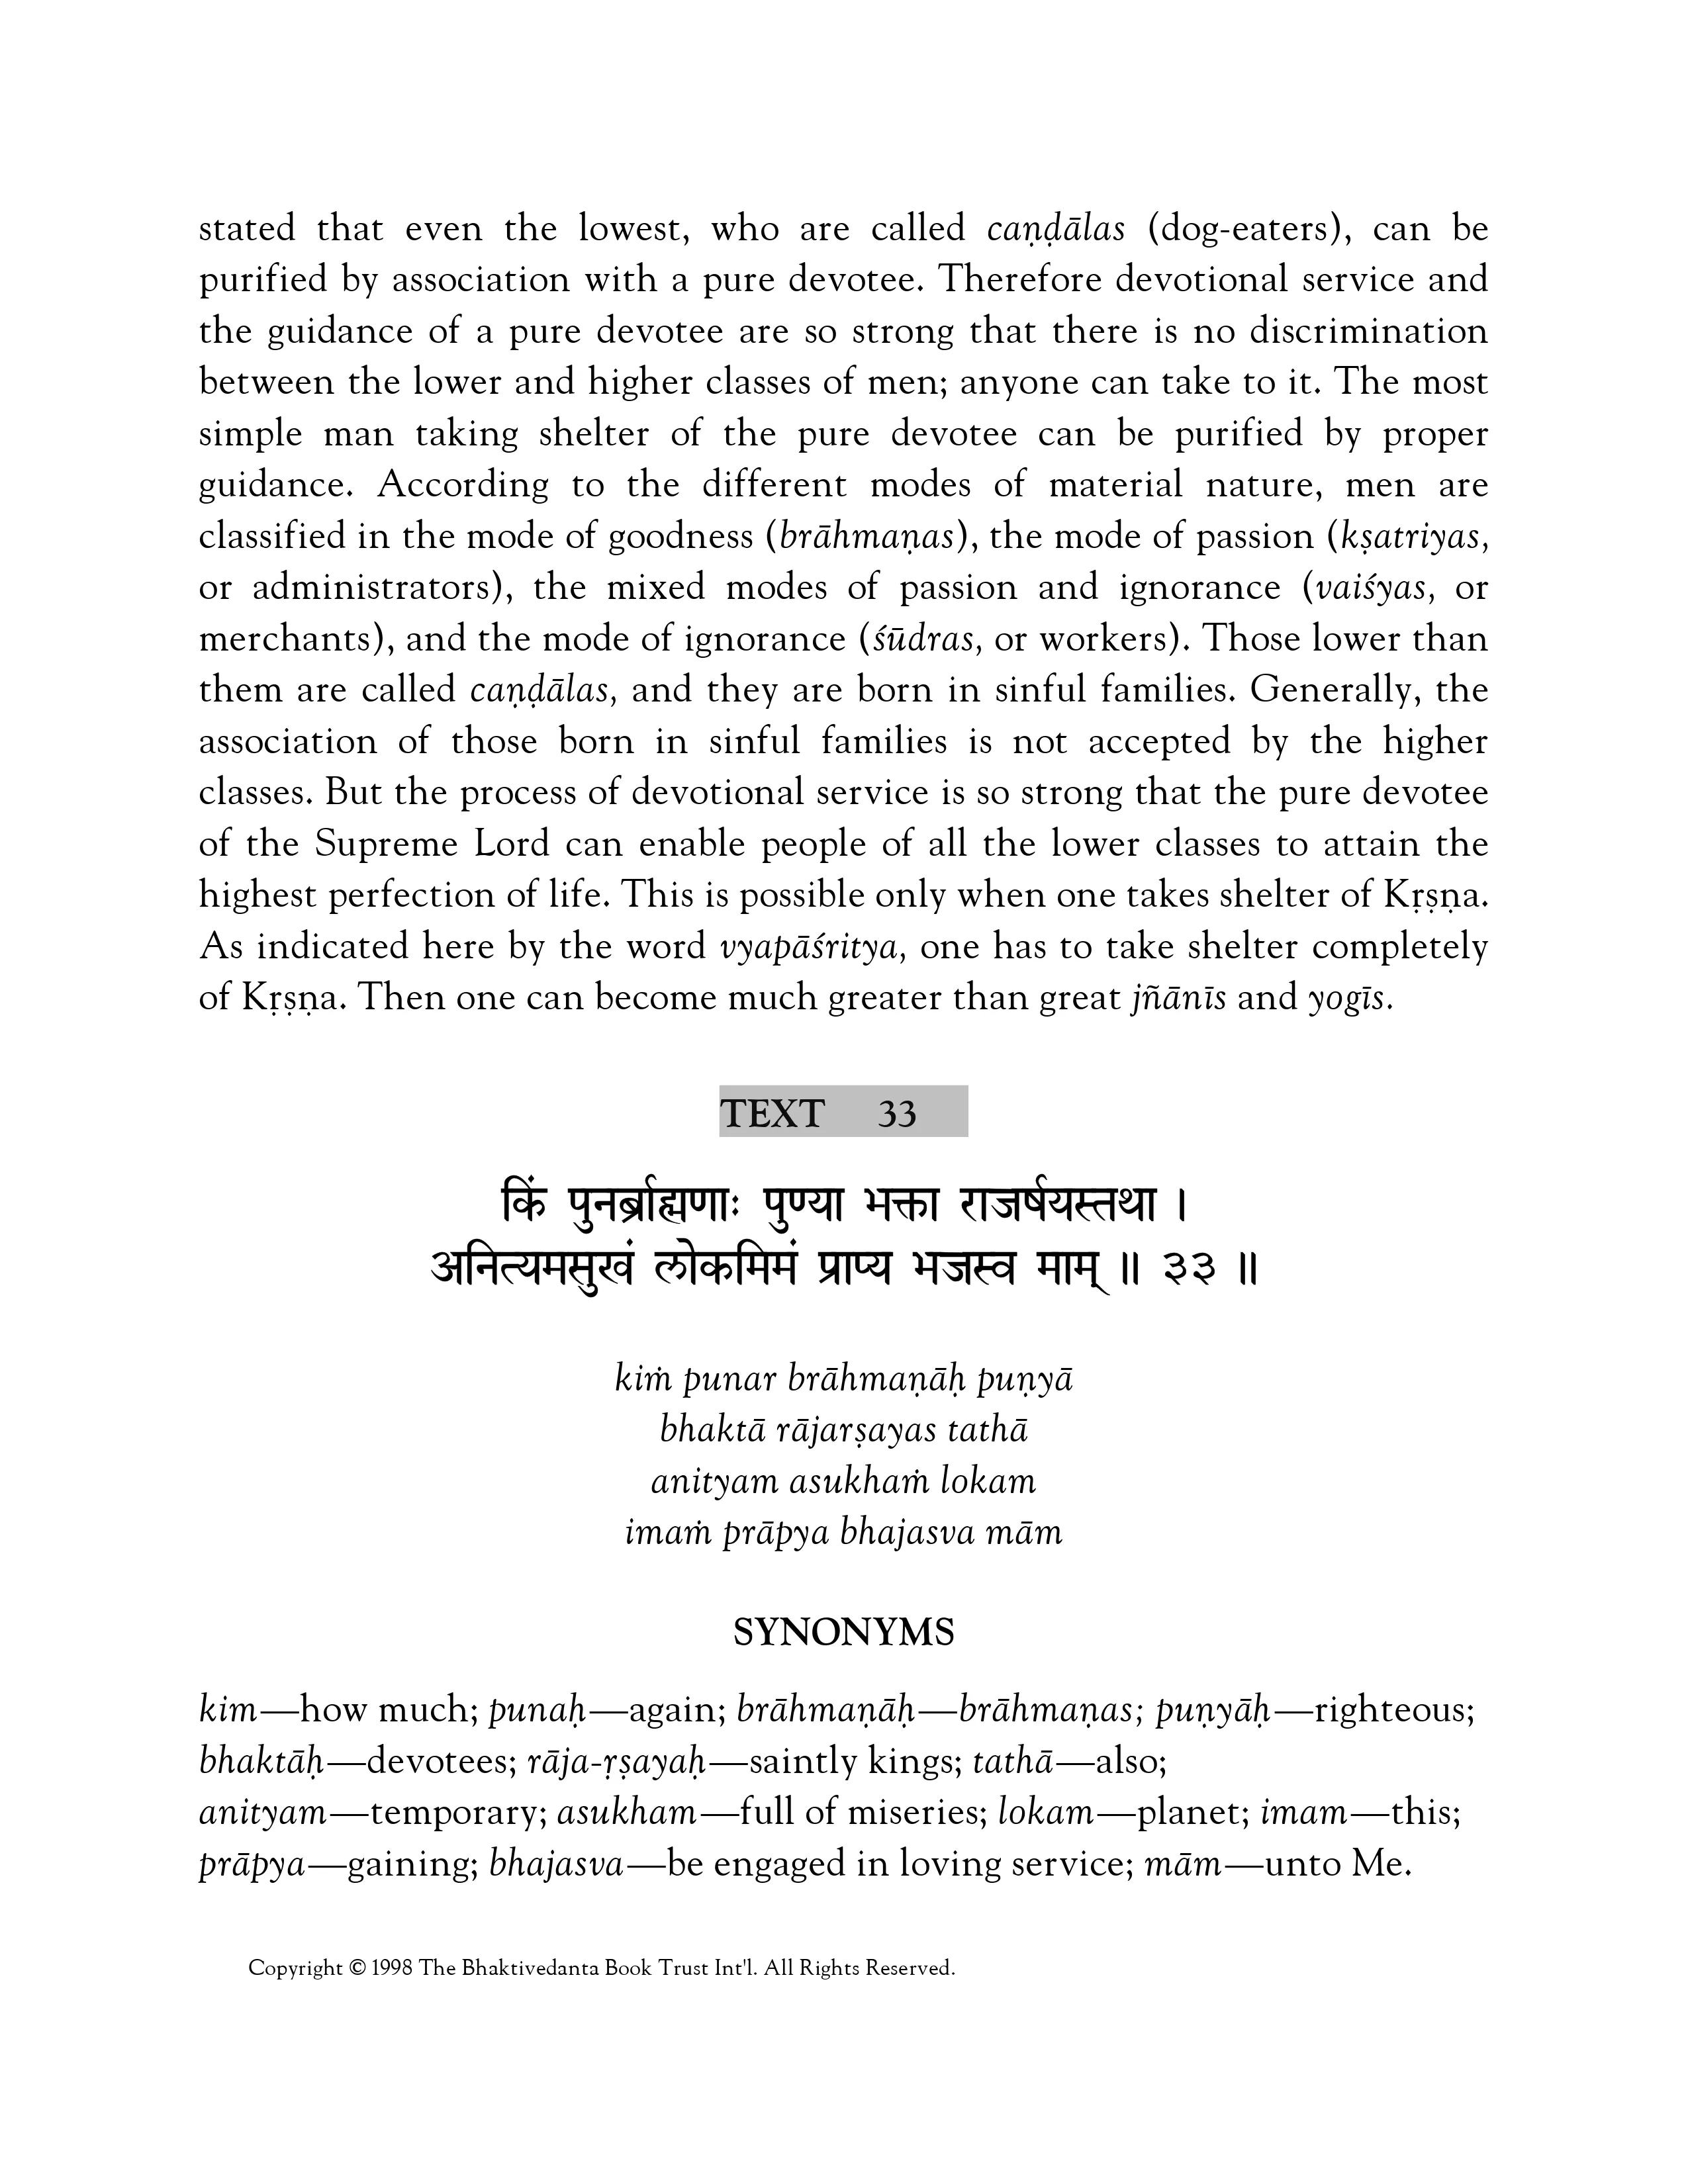 stated that even the lowest, who are called caṇḍālas (dog-eaters), can be
purified by association with a pure devotee. Therefore devotional service and
the guidance of a pure devotee are so strong that there is no discrimination
between the lower and higher classes of men; anyone can take to it. The most
simple man taking shelter of the pure devotee can be purified by proper
guidance. According to the different modes of material nature, men are
classified in the mode of goodness (brāhmaṇas), the mode of passion (kṣatriyas,
or administrators), the mixed modes of passion and ignorance (vaiśyas, or
merchants), and the mode of ignorance (śūdras, or workers). Those lower than
them are called caṇḍālas, and they are born in sinful families. Generally, the
association of those born in sinful families is not accepted by the higher
classes. But the process of devotional service is so strong that the pure devotee
of the Supreme Lord can enable people of all the lower classes to attain the
highest perfection of life. This is possible only when one takes shelter of Kṛṣṇa.
As indicated here by the word vyapāśritya, one has to take shelter completely
of Kṛṣṇa. Then one can become much greater than great jñānīs and yogīs.
TEXT 33
किं पुनर्ब्राह्मणाः पुण्या भक्ता राजर्षयस्तथा ।
अनित्यमसुखं लोकमिमं प्राप्य भजस्व माम् ॥ ३३ ॥
kiṁ punar brāhmaṇāḥ puṇyā
bhaktā rājarṣayas tathā
anityam asukhaṁ lokam
imaṁ prāpya bhajasva mām
SYNONYMS
kim—how much; punaḥ—again; brāhmaṇāḥ—brāhmaṇas; puṇyāḥ—righteous;
bhaktāḥ—devotees; rāja-ṛṣayaḥ—saintly kings; tathā—also;
anityam—temporary; asukham—full of miseries; lokam—planet; imam—this;
prāpya—gaining; bhajasva—be engaged in loving service; mām—unto Me.
Copyright © 1998 The Bhaktivedanta Book Trust Int'l. All Rights Reserved.